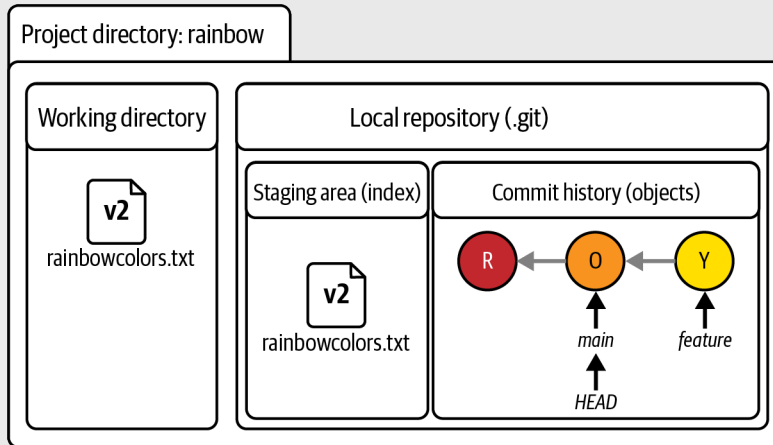 Project directory: rainbow
Working directory
Local repository (.git)
v2
rainbowcolors.txt
Staging area (index)
Commit history (objects)
v2
rainbowcolors.txt
R
O
Y
main
feature
HEAD